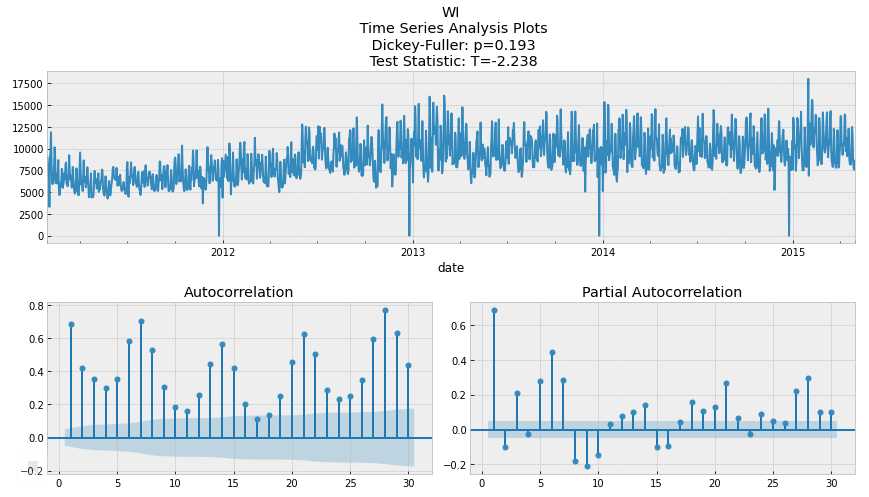 WI
Time Series Analysis Plots
Dickey-Fuller: p=0.193
Test Statistic: T=-2.238
17500
15000
12500
10000
7500
5000
2500
0
2012 2013 2014 2015
date
Autocorrelation
0.8
0.6
0.4
0.2
0.0
−0.2
0 5 10 15 20 25 30
Partial Autocorrelation
0.6
0.4
0.2
0.0
−0.2
0 5 10 15 20 25 30